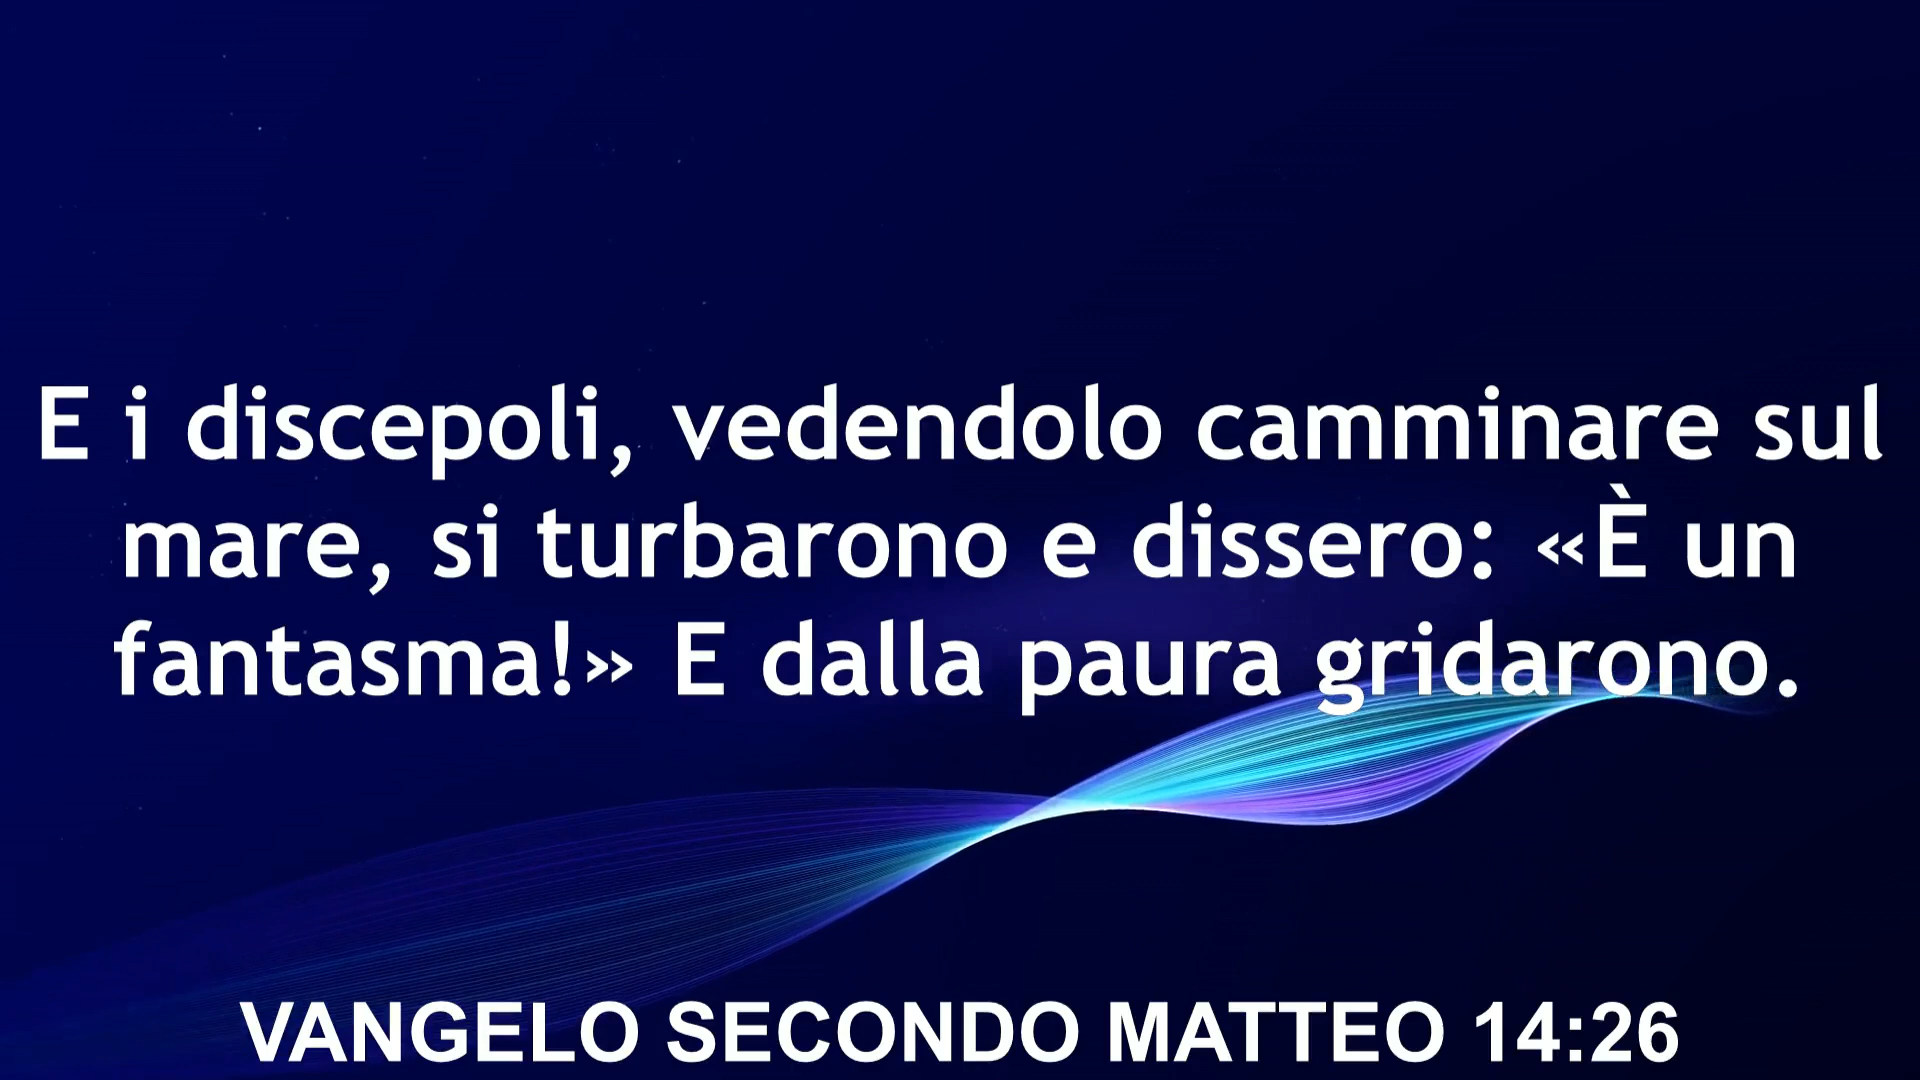 E i discepoli, vedendolo camminare sul
mare, si turbarono e dissero: «È un
fantasma!» E dalla paura gridarono.
VANGELO SECONDO MATTEO 14:26